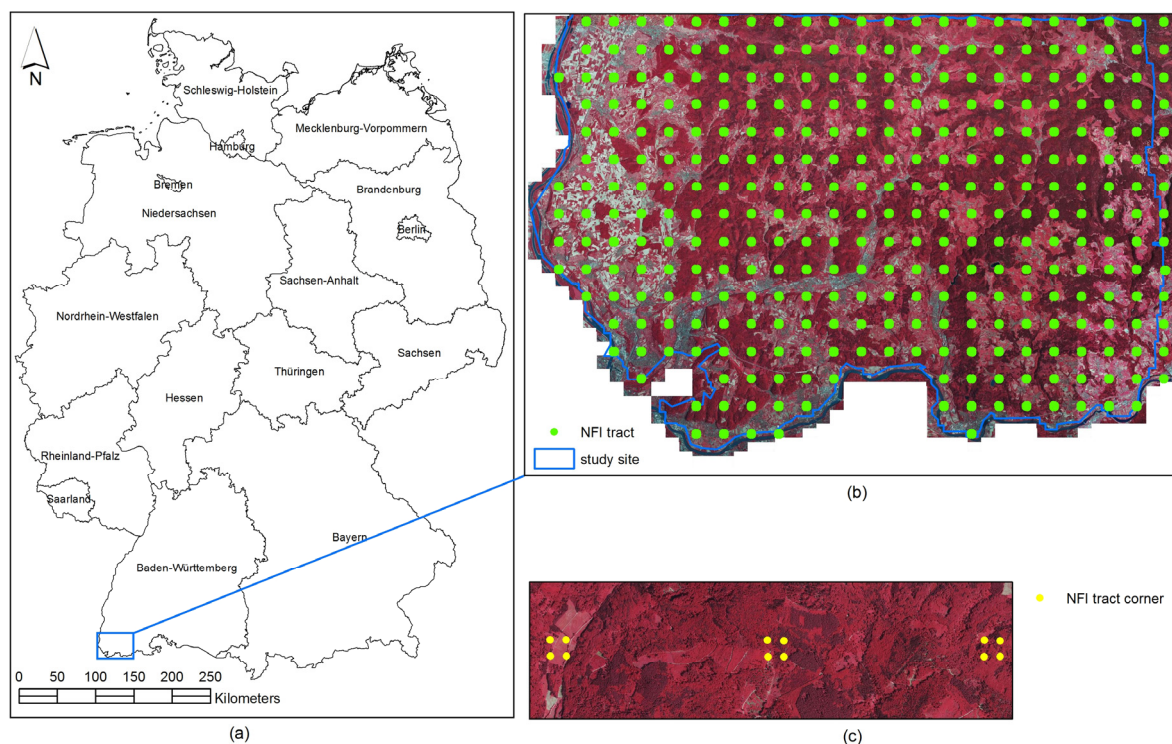 N
Schleswig-Holstein
Mecklenburg-Vorpommern
Hamburg
Bremen
Brandenburg
Niedersachsen
Berlin
Sachsen-Anhalt
Nordrhein-Westfalen
Sachsen
Thüringen
Hessen
Rheinland-Pfalz
Saarland
Bayern
Baden-Württemberg
0 50 100 150 200 250
Kilometers
(a)
NFI tract
study site
(b)
NFI tract corner
(c)